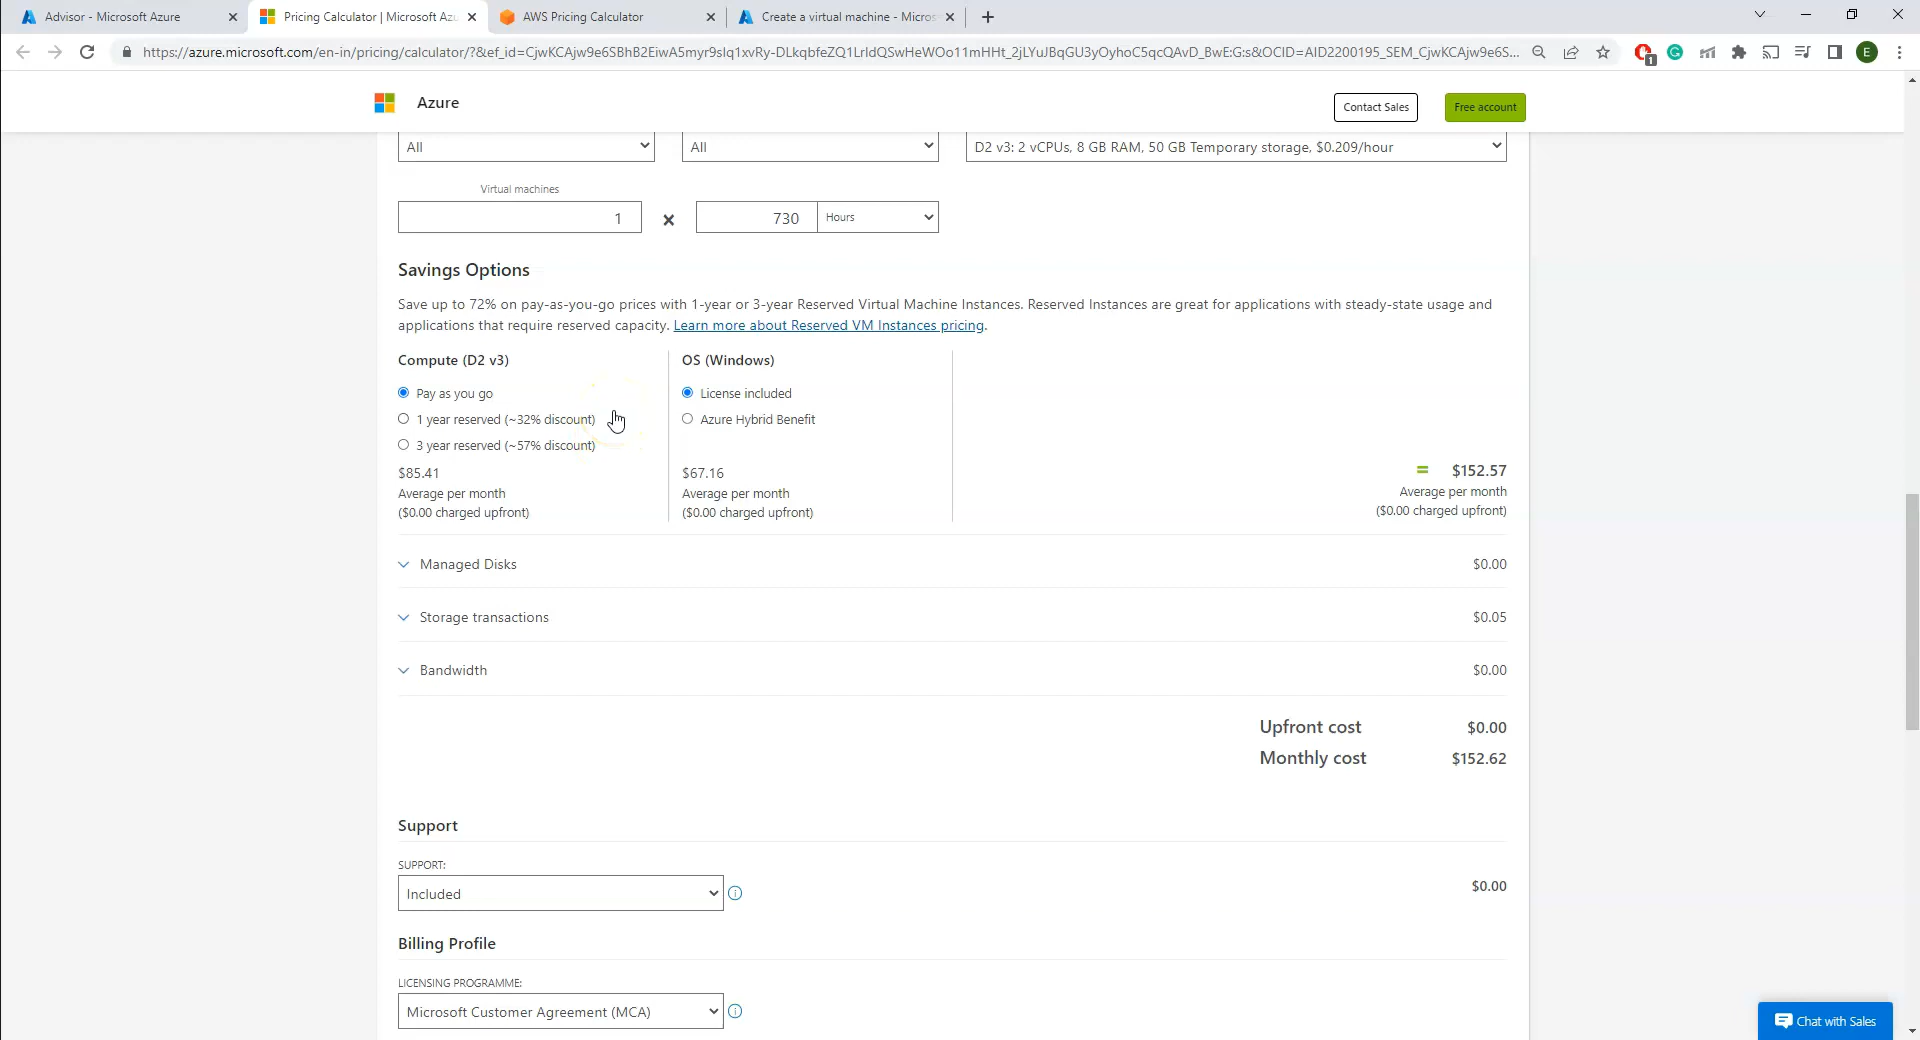 Advisor - Microsoft Azure
Pricing Calculator | Microsoft Azu
AWS Pricing Calculator
Create a virtual machine - Micros
https://azure.microsoft.com/en-in/pricing/calculator/?&ef_id=CjwKCAjw9e6SBhB2EiwA5myr9slq1xvRy-DLkqbfeZQ1LrIdQSwHeWOo11mHHt_2jLYuJBqGU3yOyhoC5qcQAvD_BwE:G:s&OCID=AID2200195_SEM_CjwKCAjw9e6S...
1
E
Azure
Contact Sales
Free account
All
All
D2 v3: 2 vCPUs, 8 GB RAM, 50 GB Temporary storage, $0.209/hour
Virtual machines
1
×
730
Hours
Savings Options
Save up to 72% on pay-as-you-go prices with 1-year or 3-year Reserved Virtual Machine Instances. Reserved Instances are great for applications with steady-state usage and
applications that require reserved capacity. Learn more about Reserved VM Instances pricing.
Compute (D2 v3)
OS (Windows)
Pay as you go
License included
1 year reserved (~32% discount)
Azure Hybrid Benefit
3 year reserved (~57% discount)
$85.41
$67.16
= $152.57
Average per month
Average per month
Average per month
($0.00 charged upfront)
($0.00 charged upfront)
($0.00 charged upfront)
Managed Disks
$0.00
Storage transactions
$0.05
Bandwidth
$0.00
Upfront cost
$0.00
Monthly cost
$152.62
Support
SUPPORT:
Included
$0.00
Billing Profile
LICENSING PROGRAMME:
Microsoft Customer Agreement (MCA)
Chat with Sales